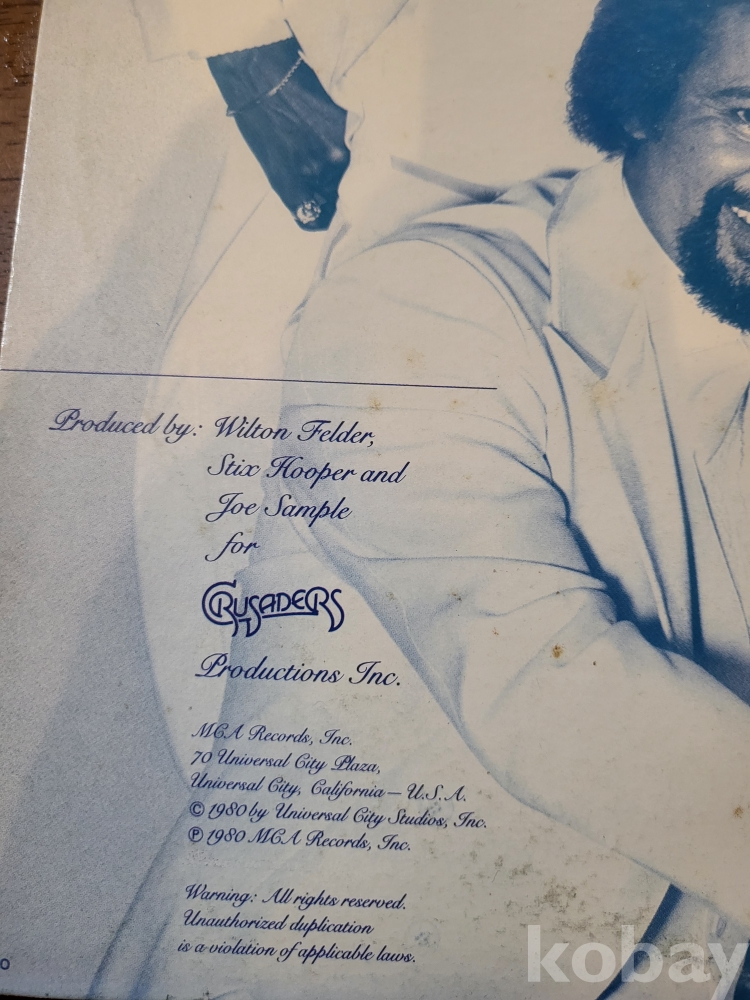 Produced by: Wilton Felder,
Stix Hooper and
Joe Sample
for
CRUSADERS
Productions Inc.
MCA Records, Inc.
70 Universal City Plaza,
Universal City, California — U.S.A.
© 1980 by Universal City Studios, Inc.
℗ 1980 MCA Records, Inc.
Warning: All rights reserved.
Unauthorized duplication
is a violation of applicable laws.
kobay